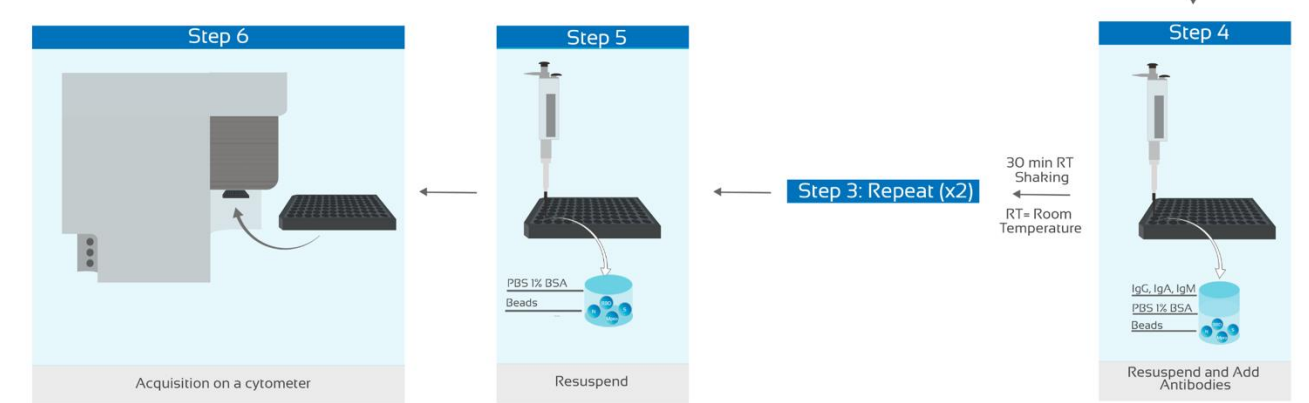 Step 6
Step 5
Step 4
30 min RT
Shaking
Step 3: Repeat (x2)
RT= Room
Temperature
PBS 1% BSA
Beads
IgG, IgA, IgM
PBS 1% BSA
Beads
Acquisition on a cytometer
Resuspend
Resuspend and Add
Antibodies